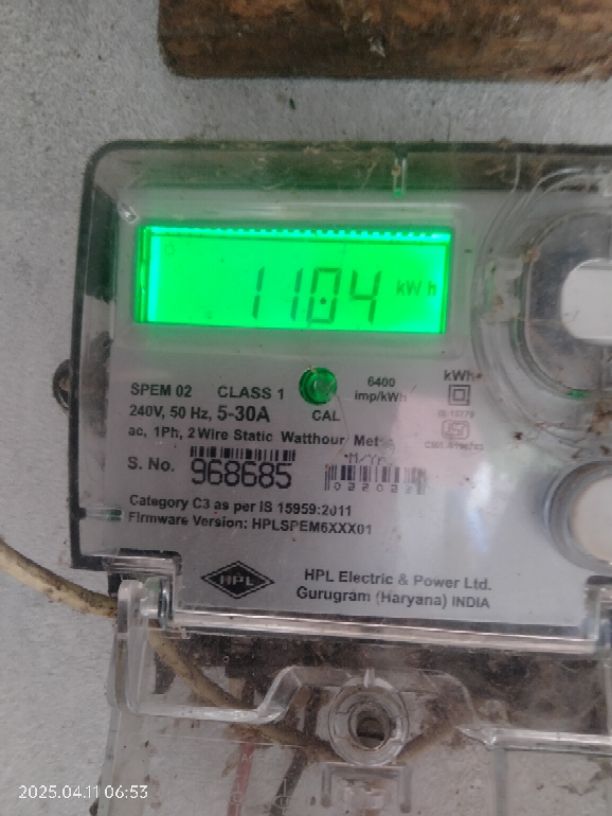 1104 kWh
SPEM 02 CLASS 1
6400 imp/kWh
kWh
240V, 50 Hz, 5-30A
CAL
ac, 1Ph, 2 Wire Static Watthour
M/YR
S. No. 968685
Category C3 as per IS 15959:2011
Firmware Version: HPLSPEM6XXX01
HPL
HPL Electric & Power Ltd.
Gurugram (Haryana) INDIA
2025.04.11 06:53